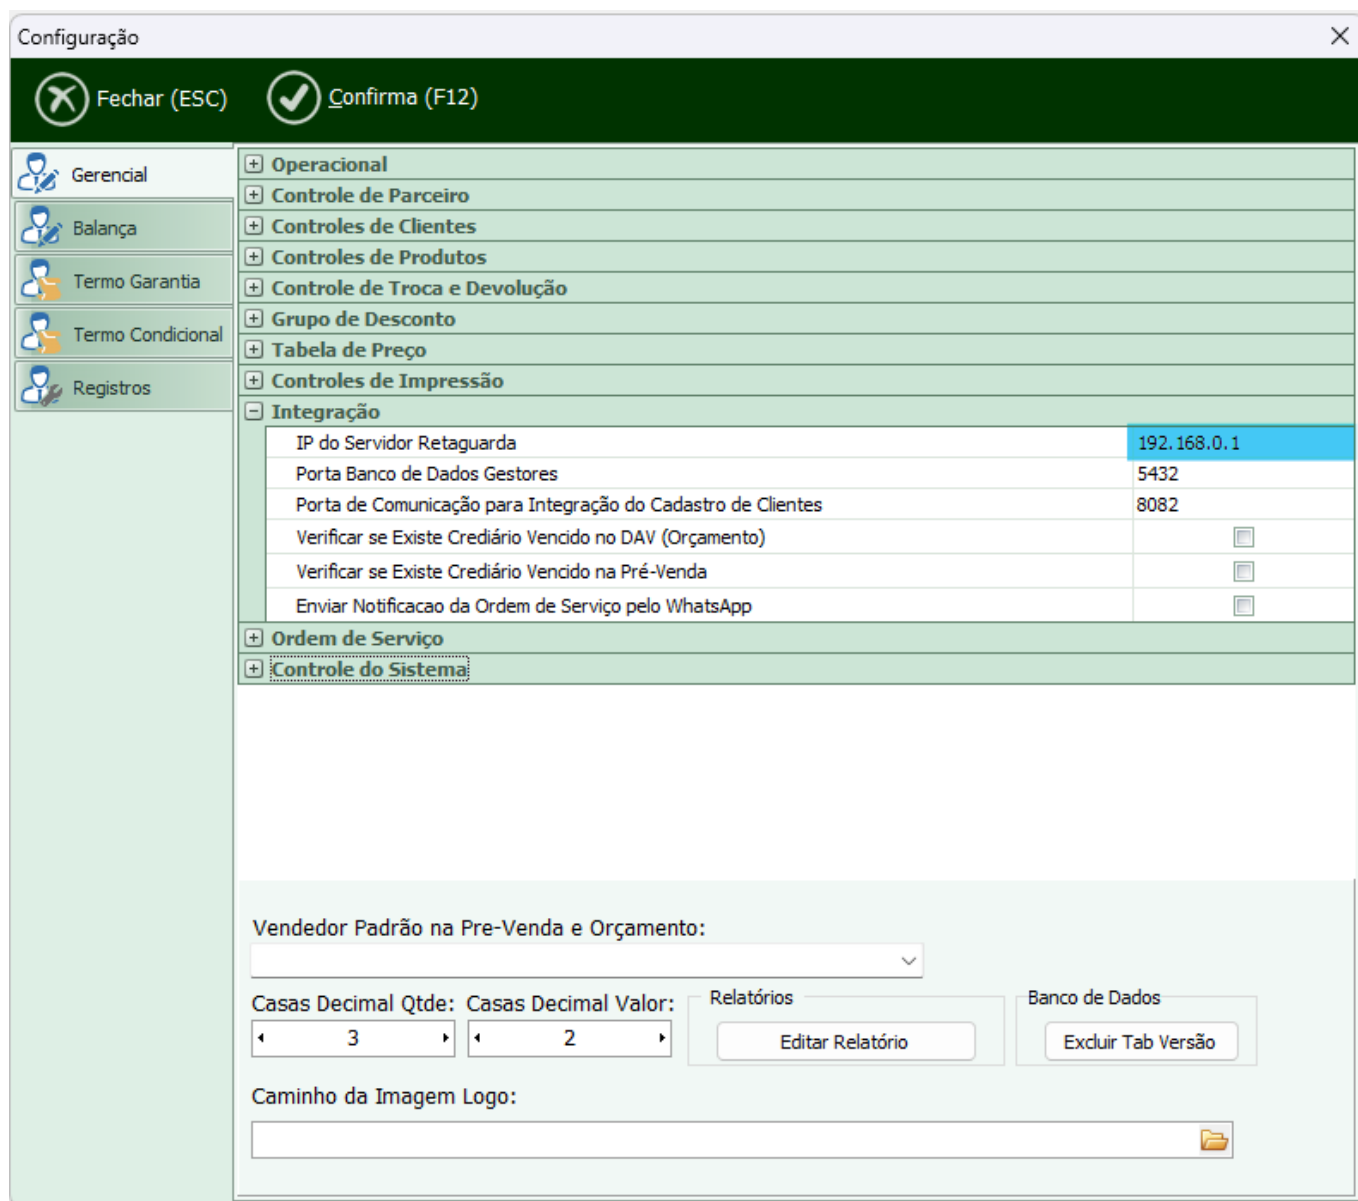 Configuração
Fechar (ESC) Confirma (F12)
Gerencial
Balança
Termo Garantia
Termo Condicional
Registros
Operacional
Controle de Parceiro
Controles de Clientes
Controles de Produtos
Controle de Troca e Devolução
Grupo de Desconto
Tabela de Preço
Controles de Impressão
Integração
IP do Servidor Retaguarda 192.168.0.1
Porta Banco de Dados Gestores 5432
Porta de Comunicação para Integração do Cadastro de Clientes 8082
Verificar se Existe Crediário Vencido no DAV (Orçamento)
Verificar se Existe Crediário Vencido na Pré-Venda
Enviar Notificacao da Ordem de Serviço pelo WhatsApp
Ordem de Serviço
Controle do Sistema
Vendedor Padrão na Pre-Venda e Orçamento:
Casas Decimal Qtde: Casas Decimal Valor: Relatórios Banco de Dados
3 2 Editar Relatório Excluir Tab Versão
Caminho da Imagem Logo: